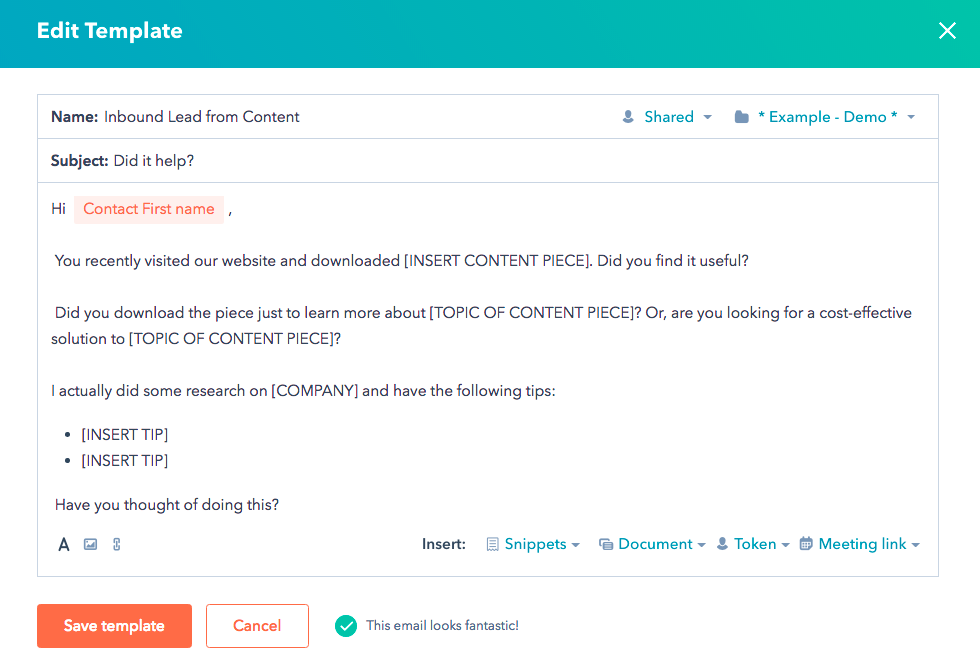 Edit Template
Name: Inbound Lead from Content Shared * Example - Demo *
Subject: Did it help?
Hi Contact First name ,
You recently visited our website and downloaded [INSERT CONTENT PIECE]. Did you find it useful?
Did you download the piece just to learn more about [TOPIC OF CONTENT PIECE]? Or, are you looking for a cost-effective
solution to [TOPIC OF CONTENT PIECE]?
I actually did some research on [COMPANY] and have the following tips:
• [INSERT TIP]
• [INSERT TIP]
Have you thought of doing this?
A Insert: Snippets Document Token Meeting link
Save template Cancel This email looks fantastic!